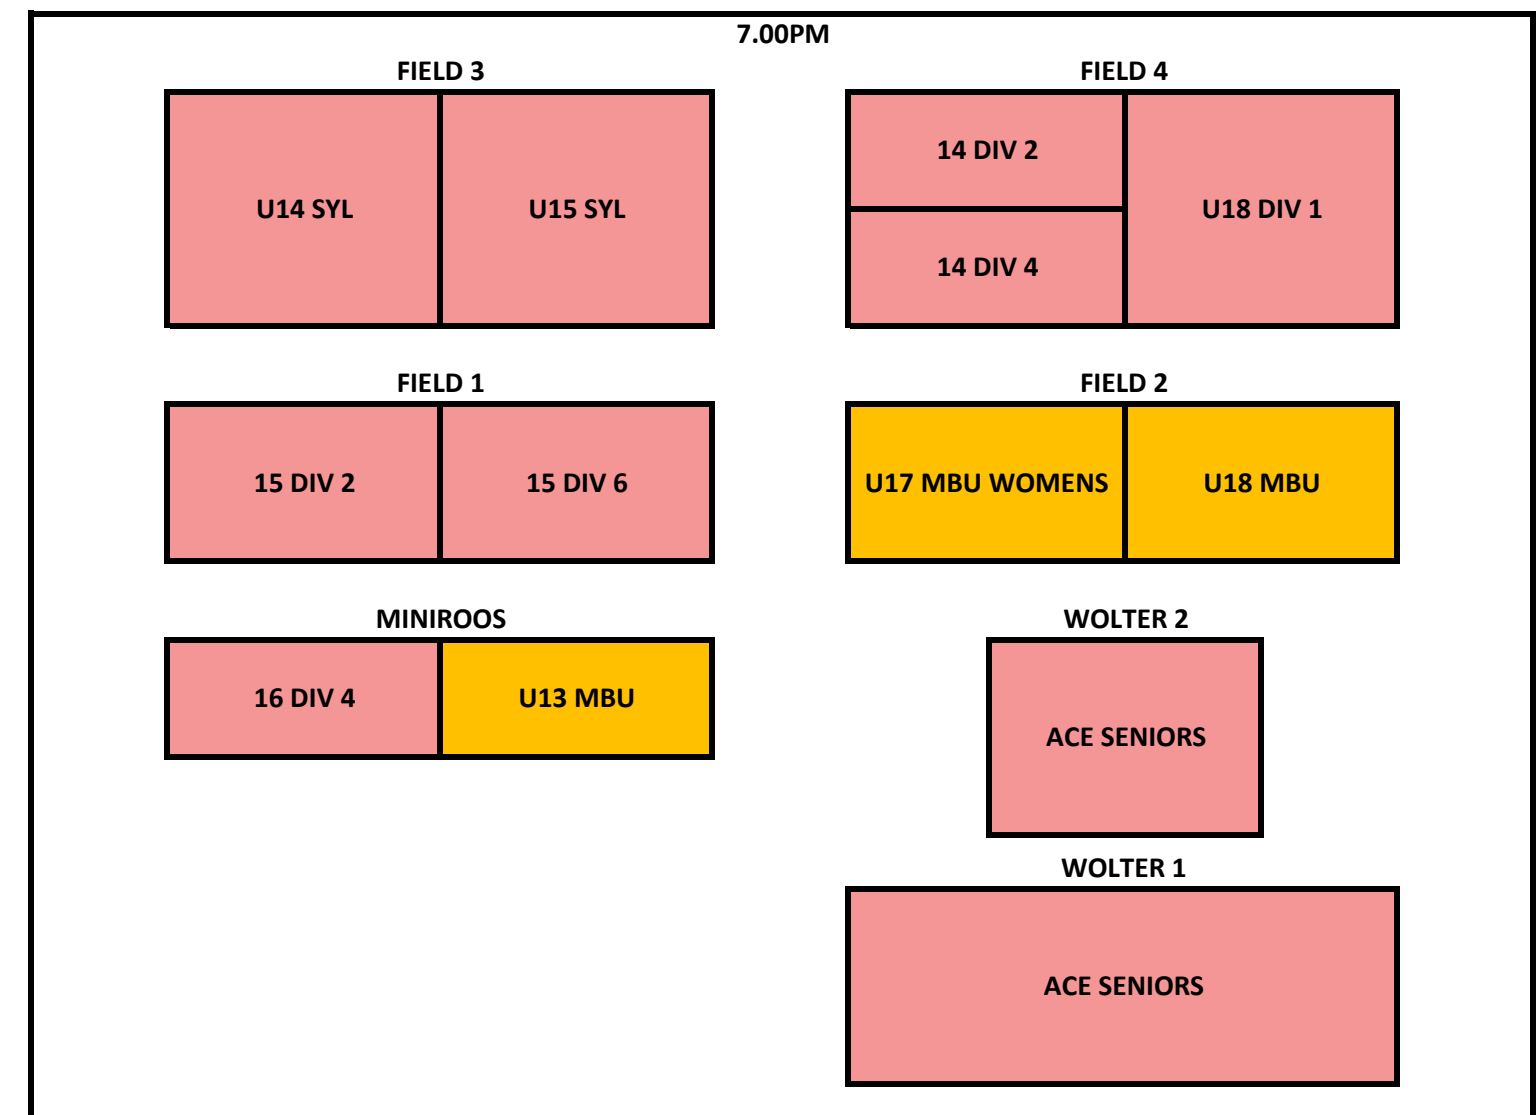 7.00PM
FIELD 3
FIELD 4
U14 SYL
U15 SYL
14 DIV 2
14 DIV 4
U18 DIV 1
FIELD 1
FIELD 2
15 DIV 2
15 DIV 6
U17 MBU WOMENS
U18 MBU
MINIROOS
WOLTER 2
16 DIV 4
U13 MBU
ACE SENIORS
WOLTER 1
ACE SENIORS